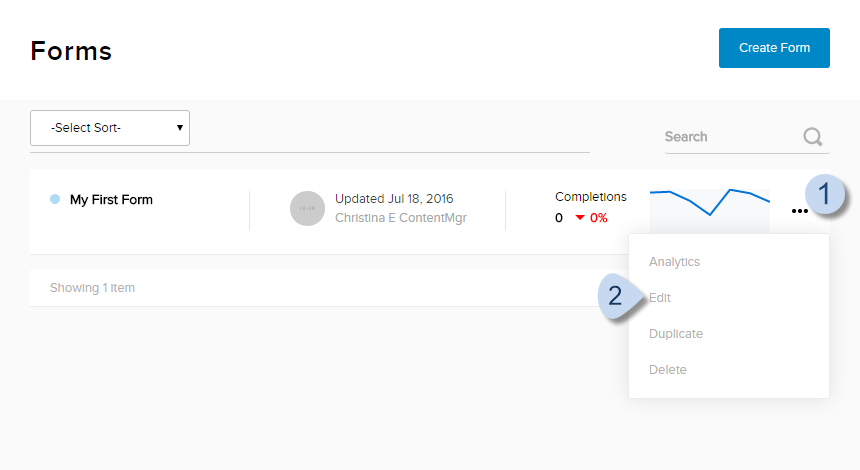 Forms
Create Form
-Select Sort-
Search
My First Form
Updated Jul 18, 2016
Christina E ContentMgr
Completions
0 0%
1
Showing 1 item
Analytics
2
Edit
Duplicate
Delete